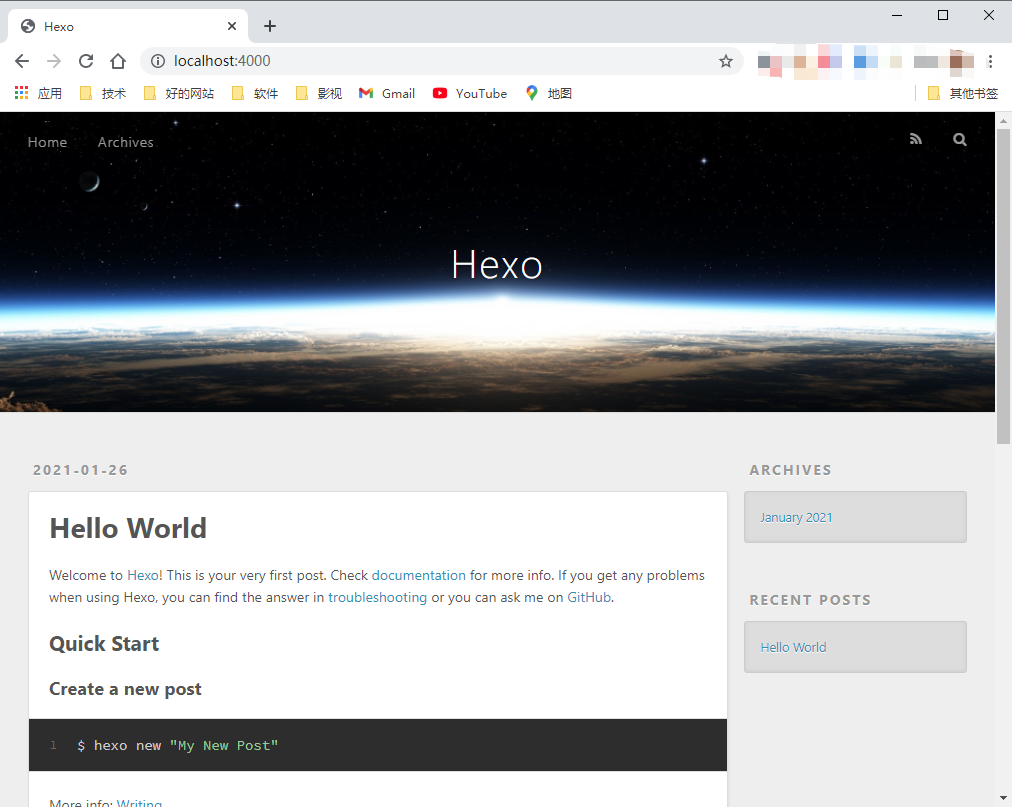 Hexo
localhost:4000
应用 技术 好的网站 软件 影视 Gmail YouTube 地图 其他书签
Home Archives
Hexo
2021-01-26
Hello World
Welcome to Hexo! This is your very first post. Check documentation for more info. If you get any problems
when using Hexo, you can find the answer in troubleshooting or you can ask me on GitHub.
Quick Start
Create a new post
1 $ hexo new "My New Post"
More info: Writing
ARCHIVES
January 2021
RECENT POSTS
Hello World